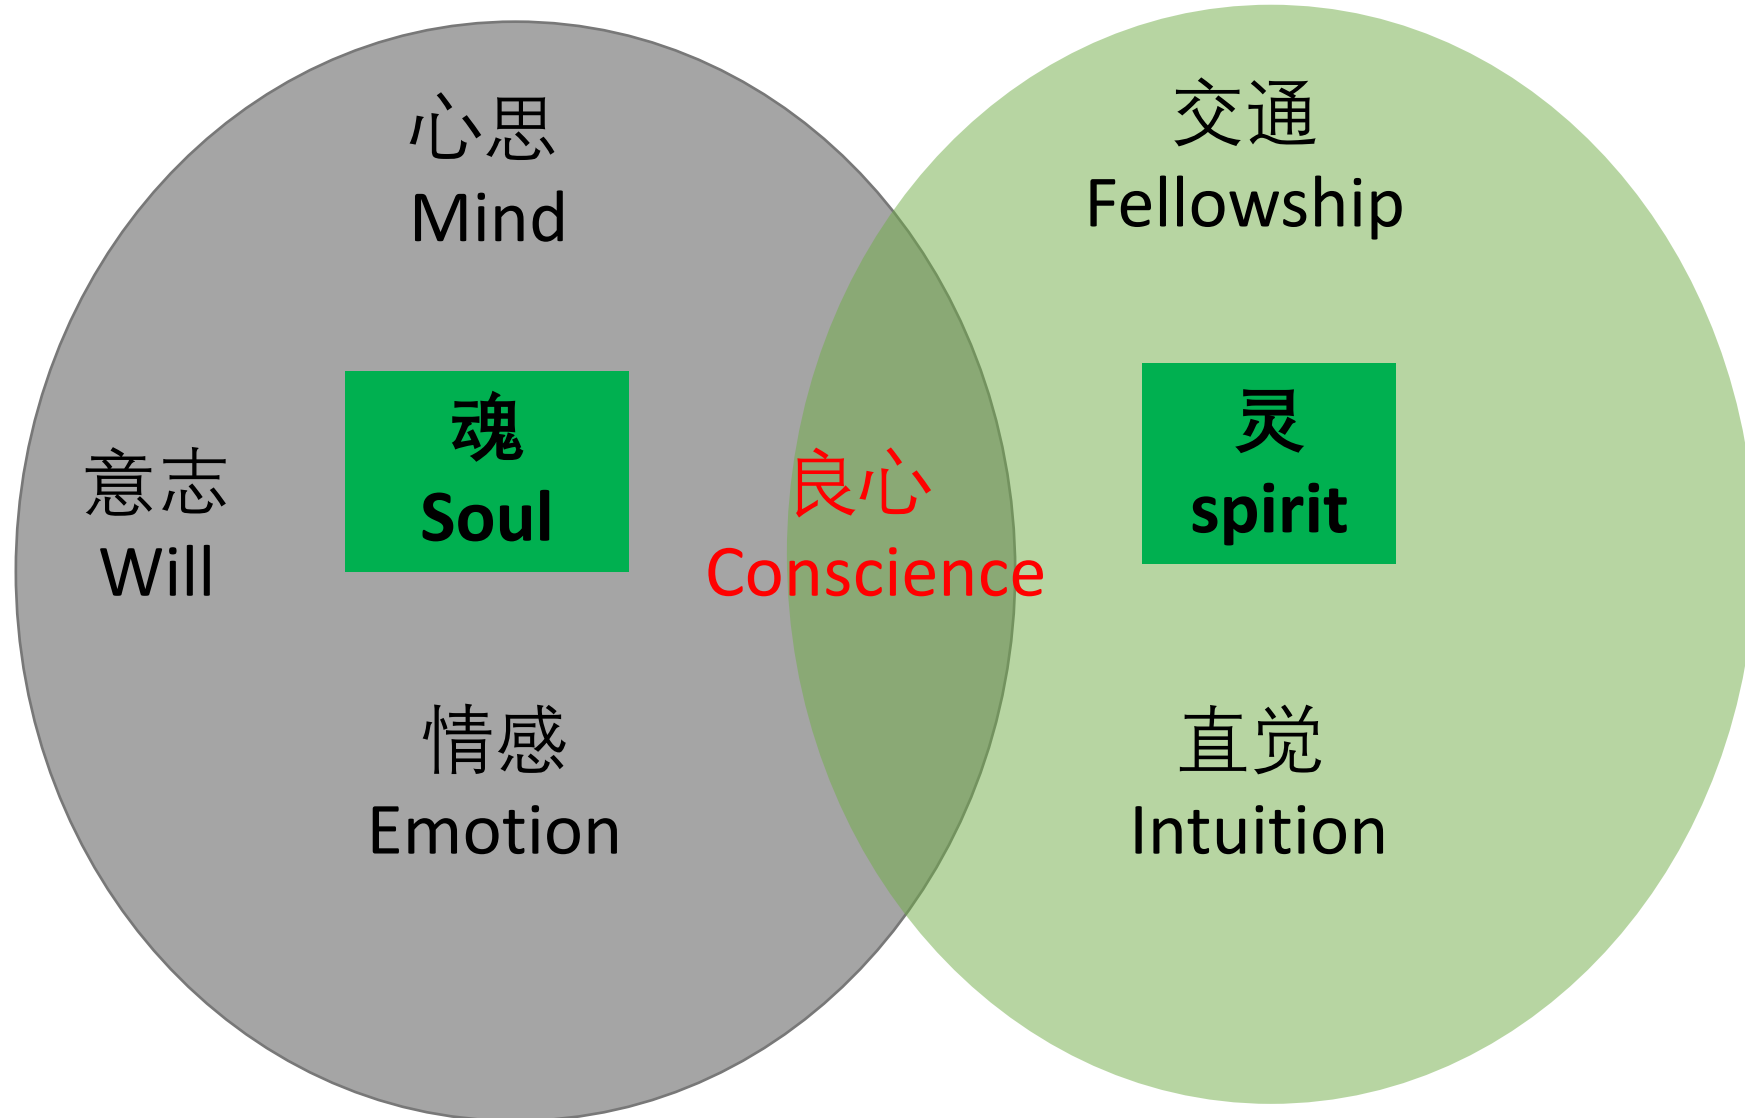 心思
Mind
交通
Fellowship
魂
Soul
灵
spirit
意志
Will
良心
Conscience
情感
Emotion
直觉
Intuition